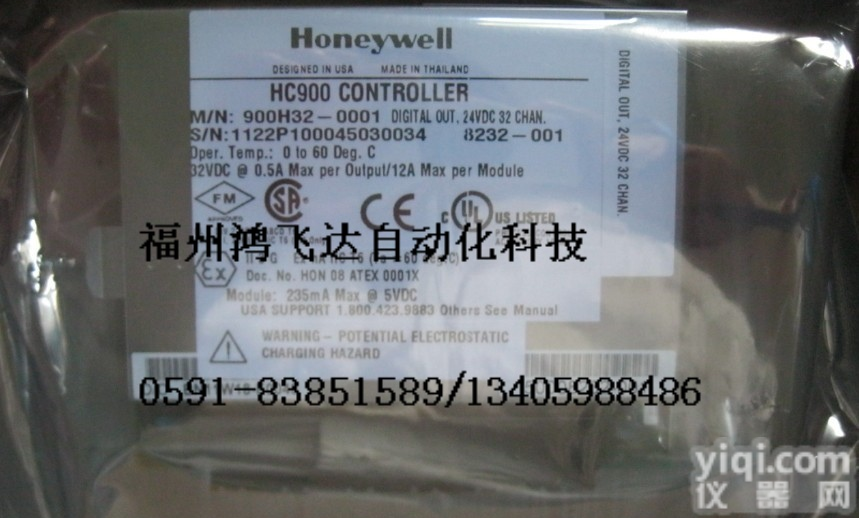 Honeywell
DESIGNED IN USA MADE IN THAILAND
HC900 CONTROLLER
M/N: 900H32-0001 DIGITAL OUT, 24VDC 32 CHAN.
S/N:1122P100045030034 8232-001
Oper. Temp.: 0 to 60 Deg. C
32VDC @ 0.5A Max per Output/12A Max per Module
FM
APPROVED
SA
CE
C UL US LISTED
福州鸿飞达自动化科技
Ex
Doc. No. HON 08 ATEX 0001X
Module: 235mA Max @ 5VDC
USA SUPPORT 1.800.423.9883 Others See Manual
WARNING - POTENTIAL ELECTROSTATIC
CHARGING HAZARD
0591-83851589/13405988486
DIGITAL OUT, 24VDC 32 CHAN.
yiqi.com
仪器网